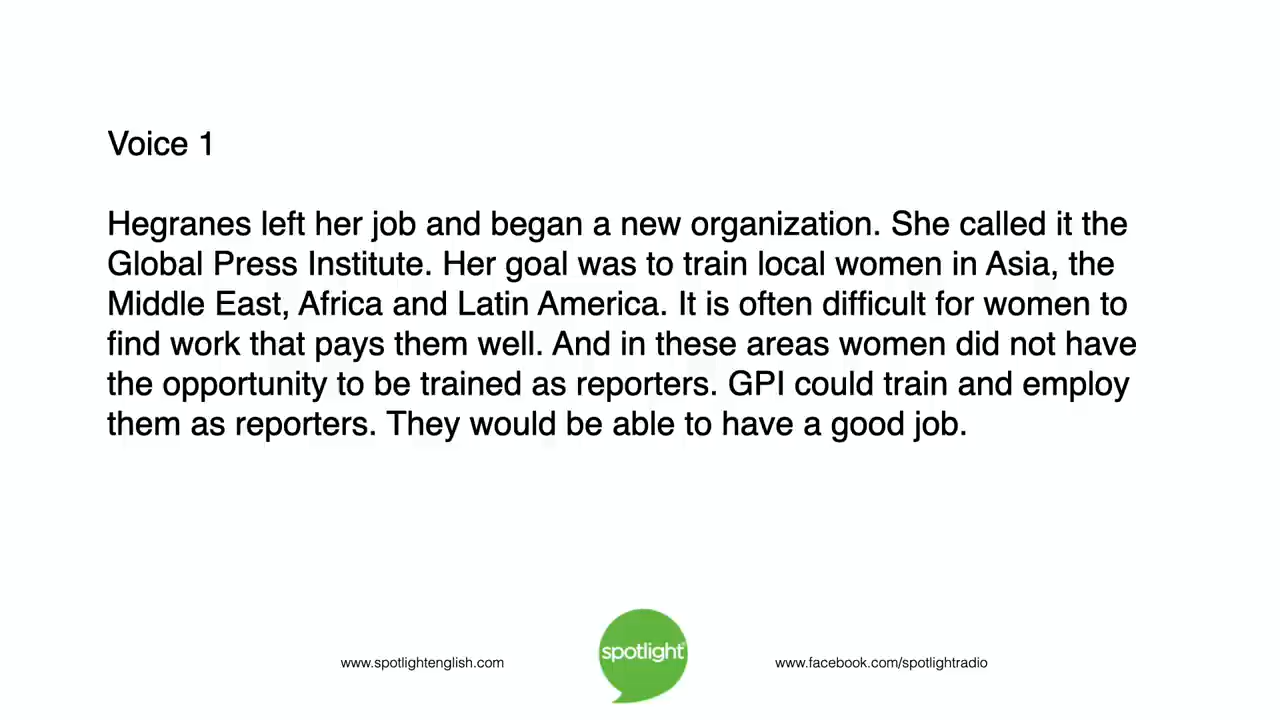 Voice 1
Hegranes left her job and began a new organization. She called it the
Global Press Institute. Her goal was to train local women in Asia, the
Middle East, Africa and Latin America. It is often difficult for women to
find work that pays them well. And in these areas women did not have
the opportunity to be trained as reporters. GPI could train and employ
them as reporters. They would be able to have a good job.
www.spotlightenglish.com
spotlight
www.facebook.com/spotlightradio